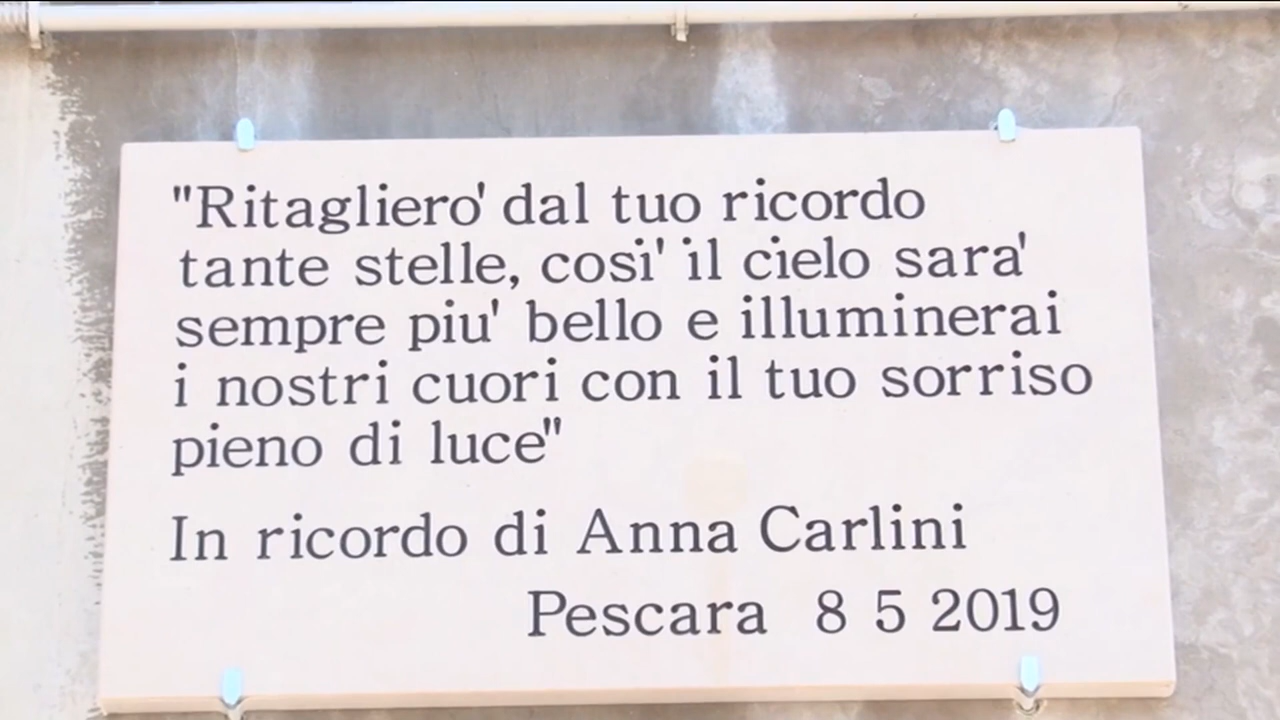 "Ritagliero' dal tuo ricordo
tante stelle, cosi' il cielo sara'
sempre piu' bello e illuminerai
i nostri cuori con il tuo sorriso
pieno di luce"
In ricordo di Anna Carlini
Pescara 8 5 2019